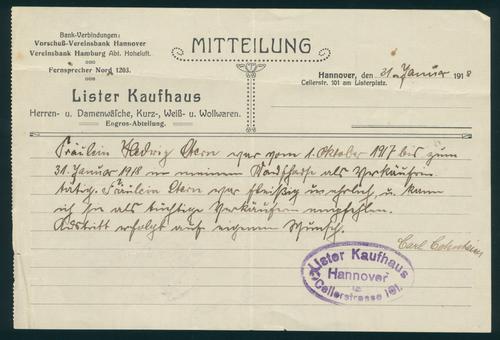 Bank-Verbindungen:
Vorschuß-Vereinsbank Hannover
Vereinsbank Hamburg Abt. Hoheluft.
Fernsprecher Nord 1203.
MITTEILUNG
Hannover, den 31. Januar 1918
Cellerstr. 101 am Listerplatz.
Lister Kaufhaus
Herren- u. Damenwäsche, Kurz-, Weiß- u. Wollwaren.
Engros-Abteilung.
Fräulein Hedwig Stern war vom 1. Oktober 1917 bis zum
31. Januar 1918 in meinem als Verkäuferin
tätig. Fräulein Stern war fleißig u. ehrlich, u. kann
ich sie als tüchtige Verkäuferin empfehlen.
Austritt erfolgt auf eigenen Wunsch.
Carl
Lister Kaufhaus
Hannover
Cellerstrasse 101.